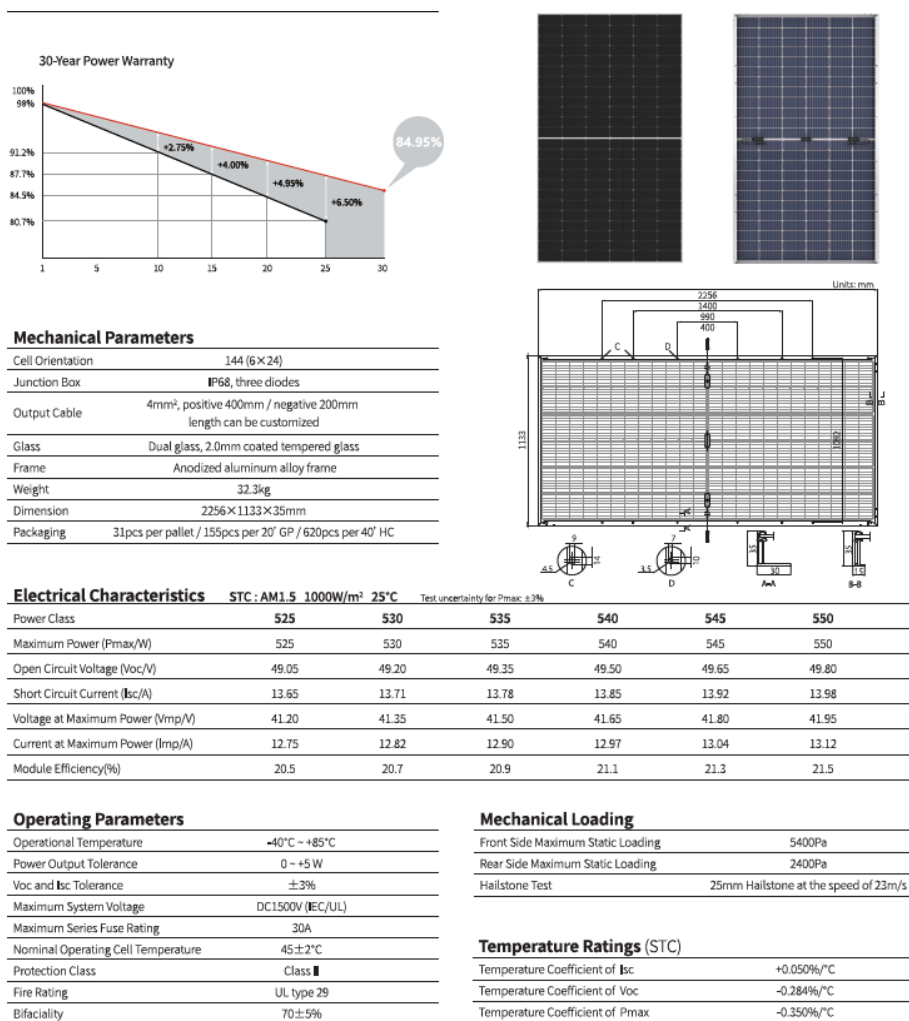 30-Year Power Warranty
100%
98%
91.2%
87.7%
84.5%
80.7%
+2.75%
+4.00%
+4.95%
+6.50%
84.95%
1 5 10 15 20 25 30
Units: mm
2256
1400
990
400
C D
1133
1092
B B
A
A
9
14
4.5
C
7
10
3.5
D
35
30
A-A
35
15
B-B
Mechanical Parameters
Cell Orientation 144 (6×24)
Junction Box IP68, three diodes
Output Cable 4mm², positive 400mm / negative 200mm
length can be customized
Glass Dual glass, 2.0mm coated tempered glass
Frame Anodized aluminum alloy frame
Weight 32.3kg
Dimension 2256×1133×35mm
Packaging 31pcs per pallet / 155pcs per 20' GP / 620pcs per 40' HC
Electrical Characteristics STC : AM1.5 1000W/m² 25°C Test uncertainty for Pmax: ±3%
Power Class 525 530 535 540 545 550
Maximum Power (Pmax/W) 525 530 535 540 545 550
Open Circuit Voltage (Voc/V) 49.05 49.20 49.35 49.50 49.65 49.80
Short Circuit Current (Isc/A) 13.65 13.71 13.78 13.85 13.92 13.98
Voltage at Maximum Power (Vmp/V) 41.20 41.35 41.50 41.65 41.80 41.95
Current at Maximum Power (Imp/A) 12.75 12.82 12.90 12.97 13.04 13.12
Module Efficiency(%) 20.5 20.7 20.9 21.1 21.3 21.5
Operating Parameters
Operational Temperature -40°C ~ +85°C
Power Output Tolerance 0 ~ +5 W
Voc and Isc Tolerance ±3%
Maximum System Voltage DC1500V (IEC/UL)
Maximum Series Fuse Rating 30A
Nominal Operating Cell Temperature 45±2°C
Protection Class Class II
Fire Rating UL type 29
Bifaciality 70±5%
Mechanical Loading
Front Side Maximum Static Loading 5400Pa
Rear Side Maximum Static Loading 2400Pa
Hailstone Test 25mm Hailstone at the speed of 23m/s
Temperature Ratings (STC)
Temperature Coefficient of Isc +0.050%/°C
Temperature Coefficient of Voc -0.284%/°C
Temperature Coefficient of Pmax -0.350%/°C